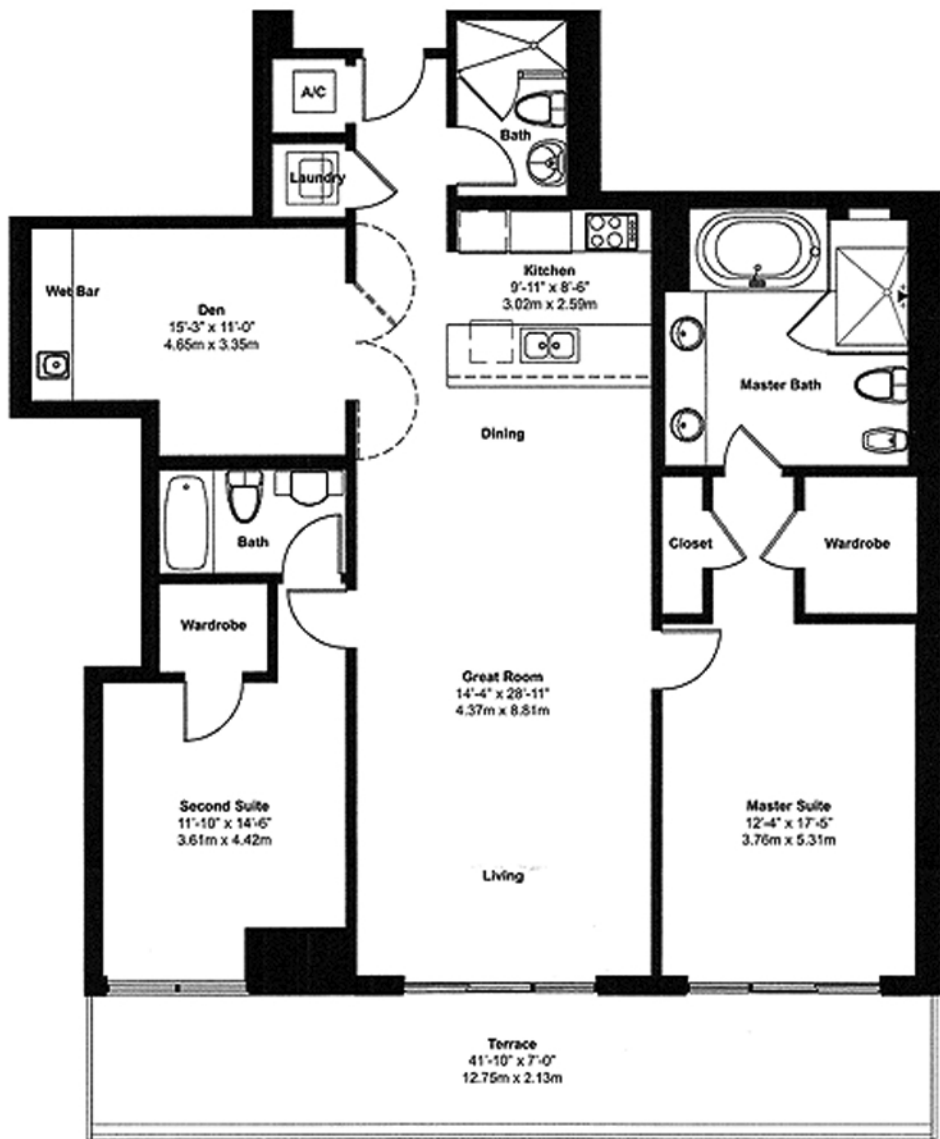 A/C
Bath
Laundry
Wet Bar
Den
15'-3" x 11'-0"
4.65m x 3.35m
Kitchen
9'-11" x 8'-6"
3.02m x 2.59m
Master Bath
Dining
Bath
Closet
Wardrobe
Wardrobe
Great Room
14'-4" x 28'-11"
4.37m x 8.81m
Second Suite
11'-10" x 14'-6"
3.61m x 4.42m
Master Suite
12'-4" x 17'-5"
3.76m x 5.31m
Living
Terrace
41'-10" x 7'-0"
12.75m x 2.13m